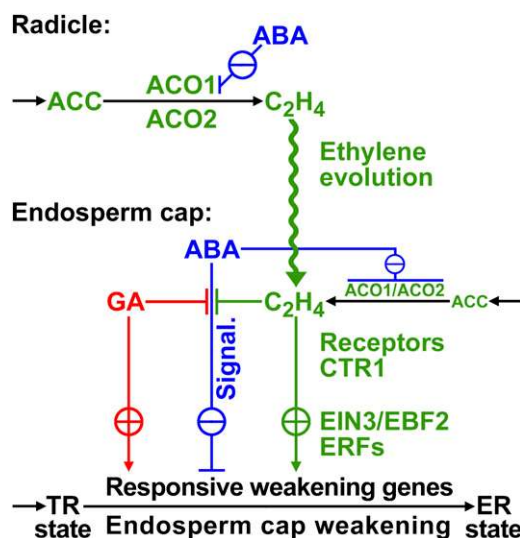 Radicle:
ABA
ACO1
ACC
C2H4
ACO2
Ethylene
evolution
Endosperm cap:
ABA
ACO1/ACO2
GA
C2H4
ACC
Signal.
Receptors
CTR1
EIN3/EBF2
ERFs
Responsive weakening genes
TR
state
ER
state
Endosperm cap weakening